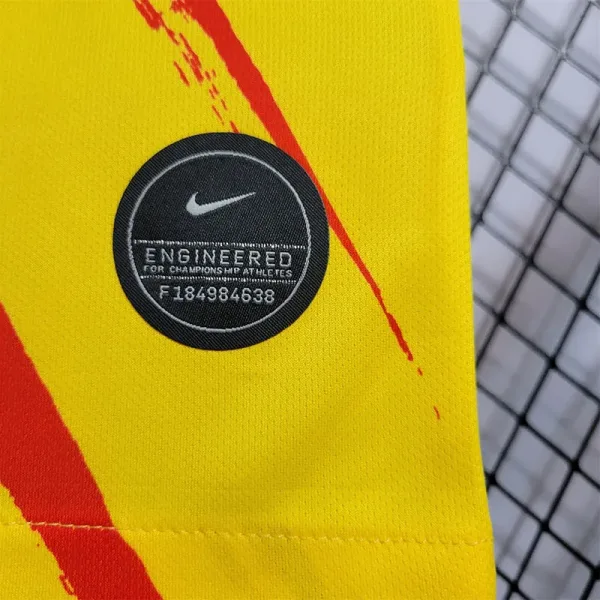 ENGINEERED
FOR CHAMPIONSHIP ATHLETES
F184984638